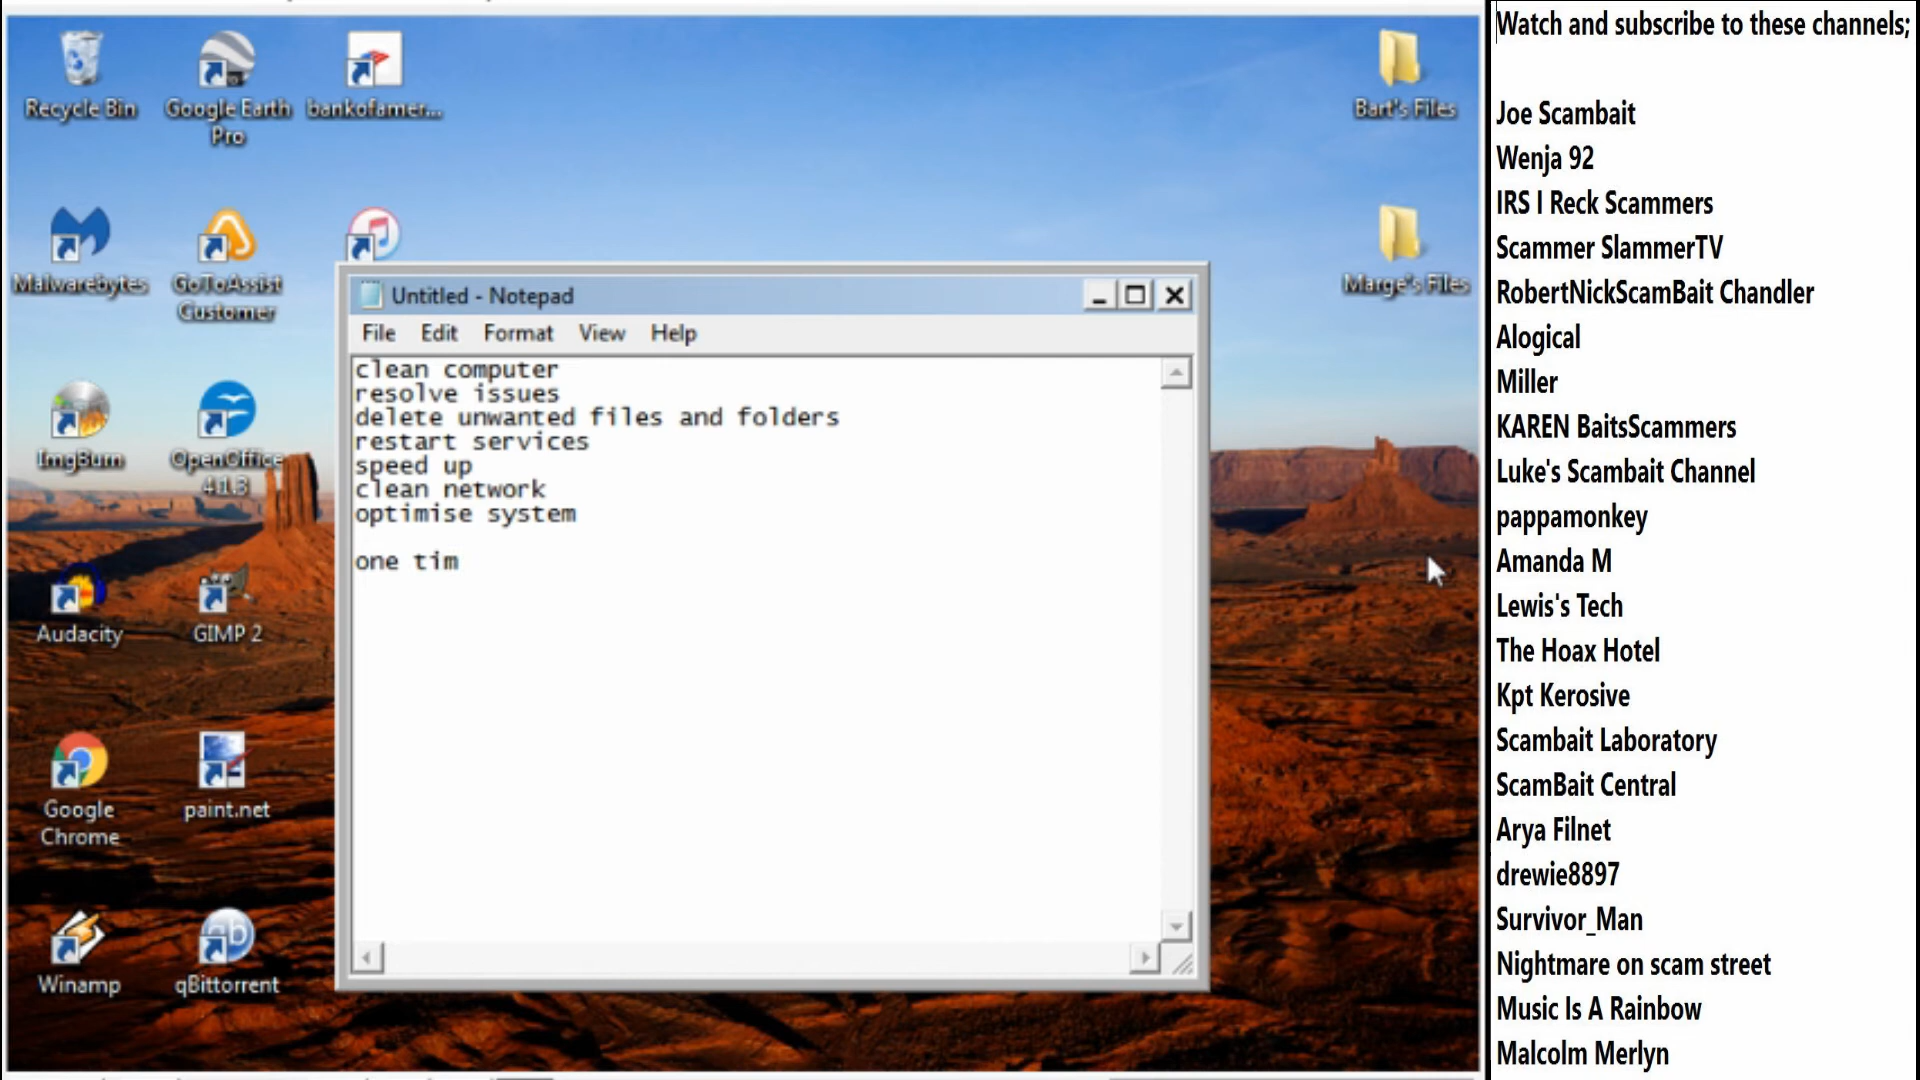 Recycle Bin
Google Earth
Pro
bankofamer...
Bart's Files
Malwarebytes
GoToAssist
Customer
Marge's Files
ImgBurn
OpenOffice
4.1.3
Audacity
GIMP 2
Google
Chrome
paint.net
Winamp
qBittorrent
Untitled - Notepad
File Edit Format View Help
clean computer
resolve issues
delete unwanted files and folders
restart services
speed up
clean network
optimise system
one tim
Watch and subscribe to these channels;
Joe Scambait
Wenja 92
IRS I Reck Scammers
Scammer SlammerTV
RobertNickScamBait Chandler
Alogical
Miller
KAREN BaitsScammers
Luke's Scambait Channel
pappamonkey
Amanda M
Lewis's Tech
The Hoax Hotel
Kpt Kerosive
Scambait Laboratory
ScamBait Central
Arya Filnet
drewie8897
Survivor_Man
Nightmare on scam street
Music Is A Rainbow
Malcolm Merlyn